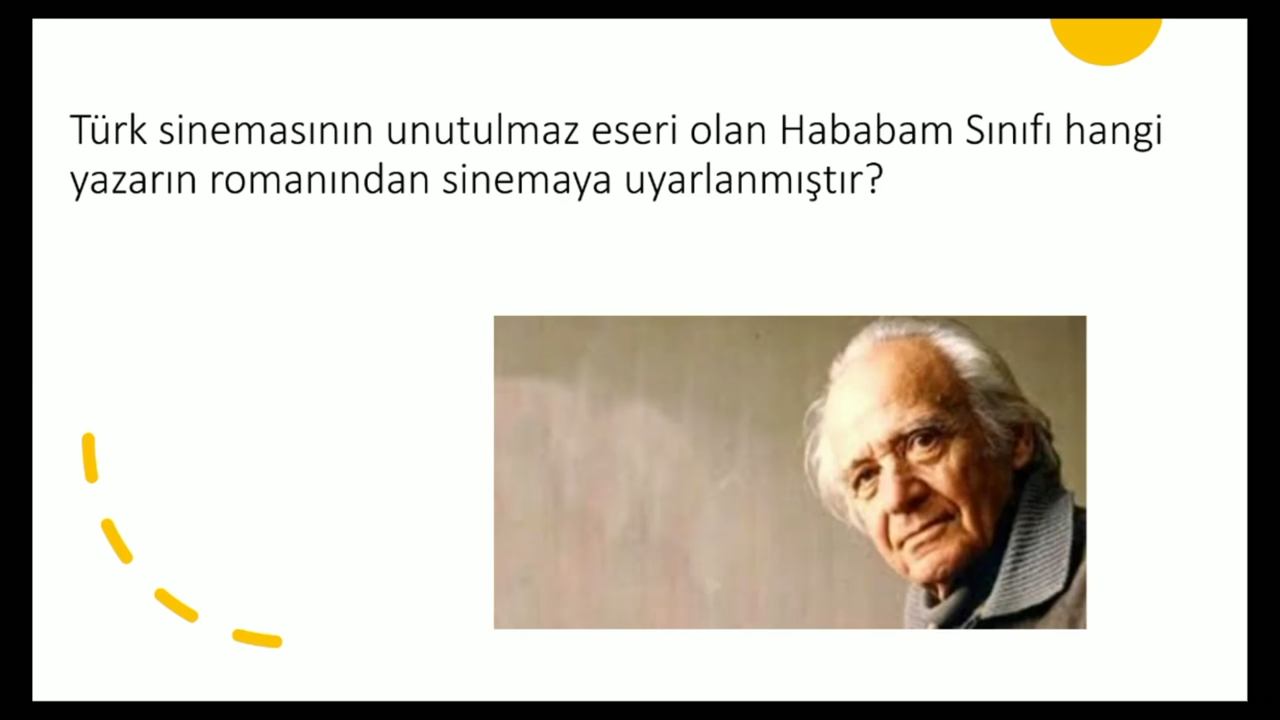 Türk sinemasının unutulmaz eseri olan Hababam Sınıfı hangi
yazarın romanından sinemaya uyarlanmıştır?